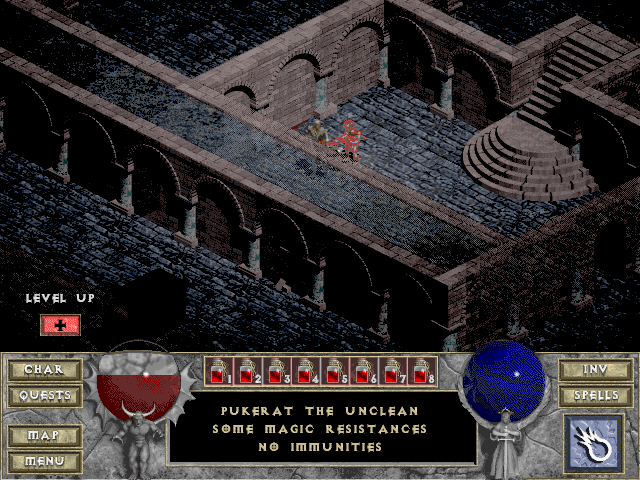 LEVEL UP
CHAR
QUESTS
MAP
MENU
1 2 3 4 5 6 7 8
PUKERAT THE UNCLEAN
SOME MAGIC RESISTANCES
NO IMMUNITIES
INV
SPELLS